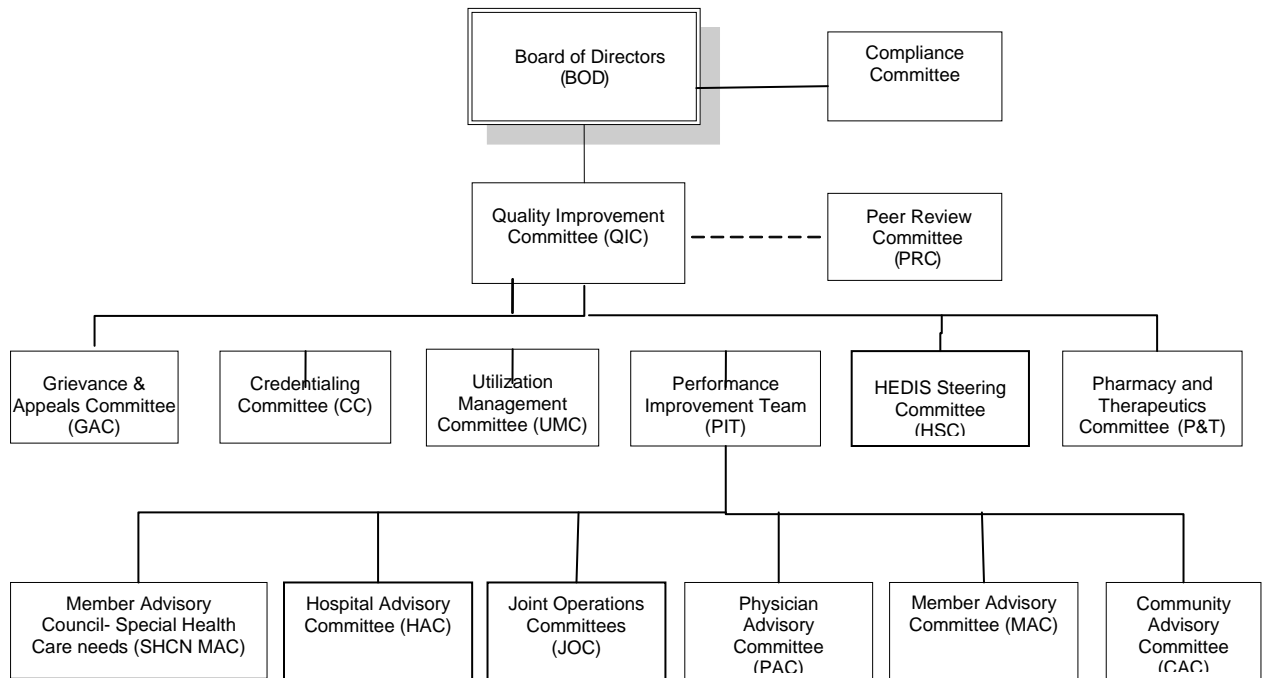 Board of Directors
(BOD)
Compliance
Committee
Quality Improvement
Committee (QIC)
Peer Review
Committee
(PRC)
Grievance &
Appeals Committee
(GAC)
Credentialing
Committee (CC)
Utilization
Management
Committee (UMC)
Performance
Improvement Team
(PIT)
HEDIS Steering
Committee
(HSC)
Pharmacy and
Therapeutics
Committee (P&T)
Member Advisory
Council- Special Health
Care needs (SHCN MAC)
Hospital Advisory
Committee (HAC)
Joint Operations
Committees
(JOC)
Physician
Advisory
Committee
(PAC)
Member Advisory
Committee (MAC)
Community
Advisory
Committee
(CAC)